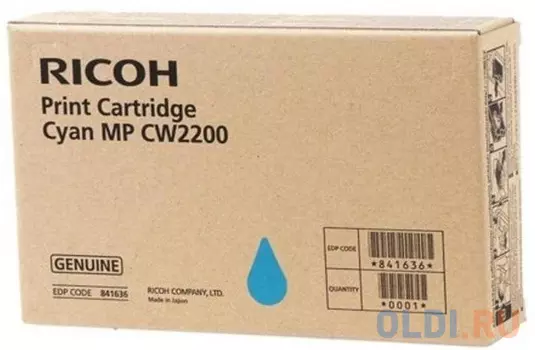 RICOH
Print Cartridge
Cyan MP CW2200
GENUINE
EDP CODE 841636
RICOH COMPANY, LTD.
Made in Japan
EDP CODE
*841636*
QUANTITY
*0001*
OLDI.RU